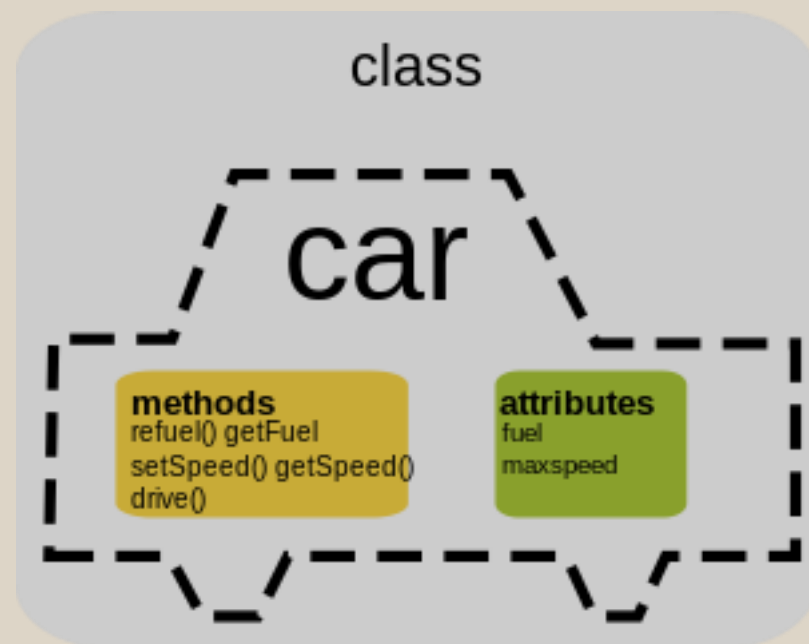 class
car
methods
refuel() getFuel
setSpeed() getSpeed()
drive()
attributes
fuel
maxspeed